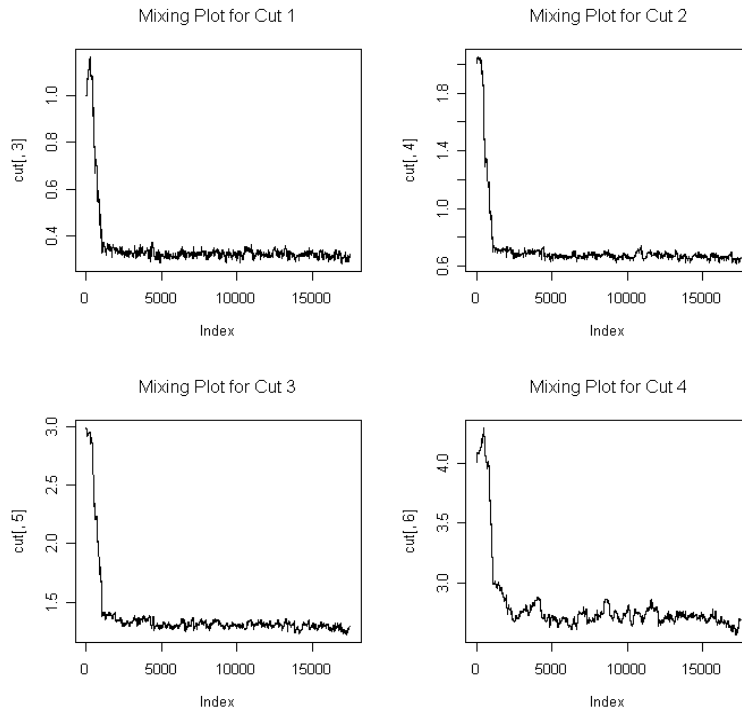 Mixing Plot for Cut 1
cut[, 3]
1.0
0.8
0.6
0.4
0 5000 10000 15000
Index
Mixing Plot for Cut 2
cut[, 4]
1.8
1.4
1.0
0.6
0 5000 10000 15000
Index
Mixing Plot for Cut 3
cut[, 5]
3.0
2.5
2.0
1.5
0 5000 10000 15000
Index
Mixing Plot for Cut 4
cut[, 6]
4.0
3.5
3.0
0 5000 10000 15000
Index